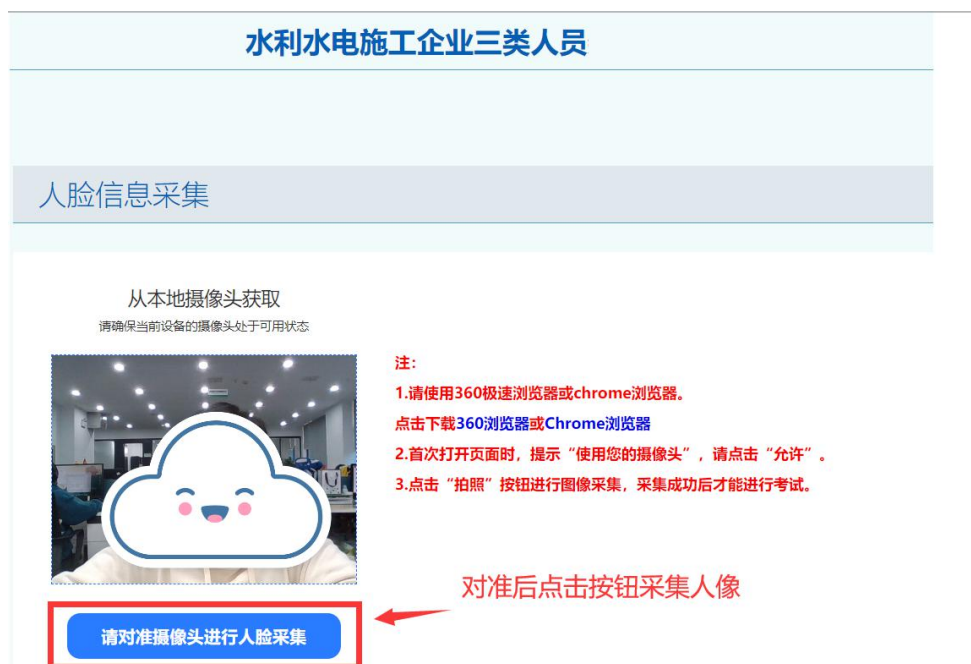 水利水电施工企业三类人员
人脸信息采集
从本地摄像头获取
请确保当前设备的摄像头处于可用状态
注：
1.请使用360极速浏览器或chrome浏览器。
点击下载360浏览器或Chrome浏览器
2.首次打开页面时，提示“使用您的摄像头”，请点击“允许”。
3.点击“拍照”按钮进行图像采集，采集成功后才能进行考试。
对准后点击按钮采集人像
请对准摄像头进行人脸采集